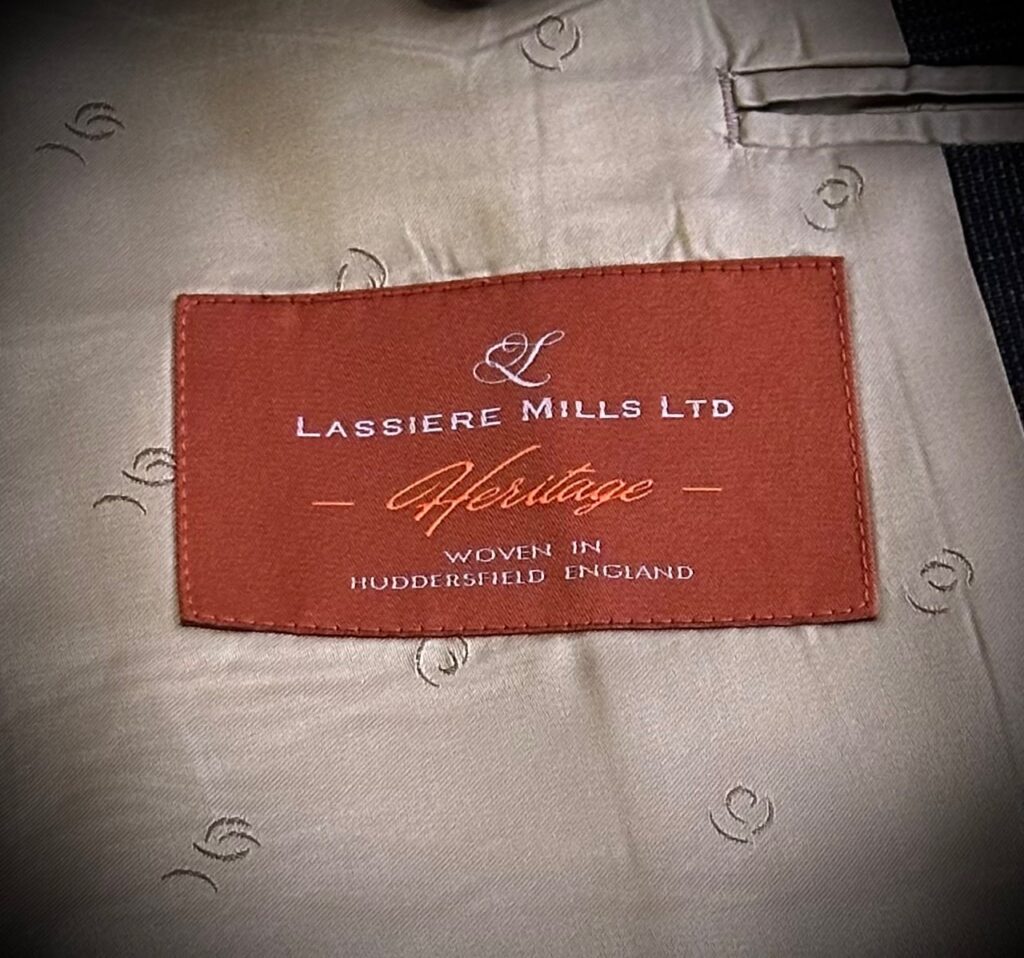 L
LASSIERE MILLS LTD
— Heritage —
WOVEN IN
HUDDERSFIELD ENGLAND